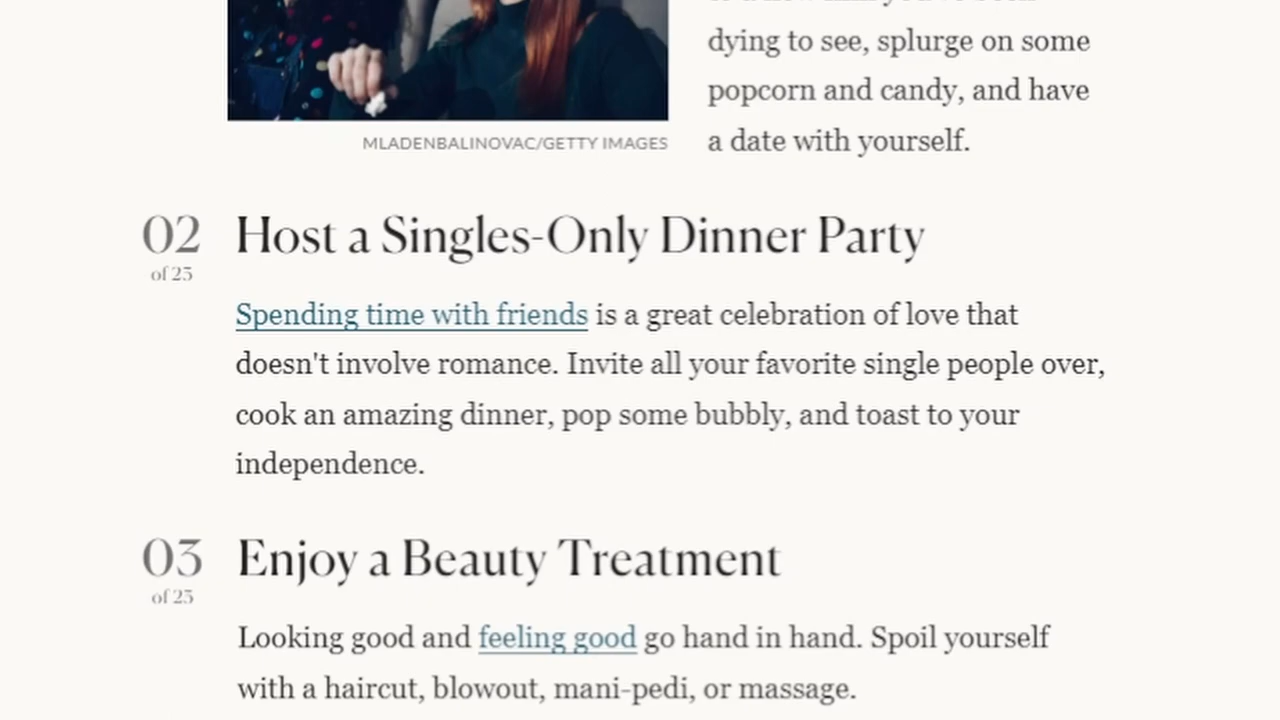 dying to see, splurge on some
popcorn and candy, and have
a date with yourself.
MLADENBALINOVAC/GETTY IMAGES
02
of 25
Host a Singles-Only Dinner Party
Spending time with friends is a great celebration of love that
doesn't involve romance. Invite all your favorite single people over,
cook an amazing dinner, pop some bubbly, and toast to your
independence.
03
of 25
Enjoy a Beauty Treatment
Looking good and feeling good go hand in hand. Spoil yourself
with a haircut, blowout, mani-pedi, or massage.